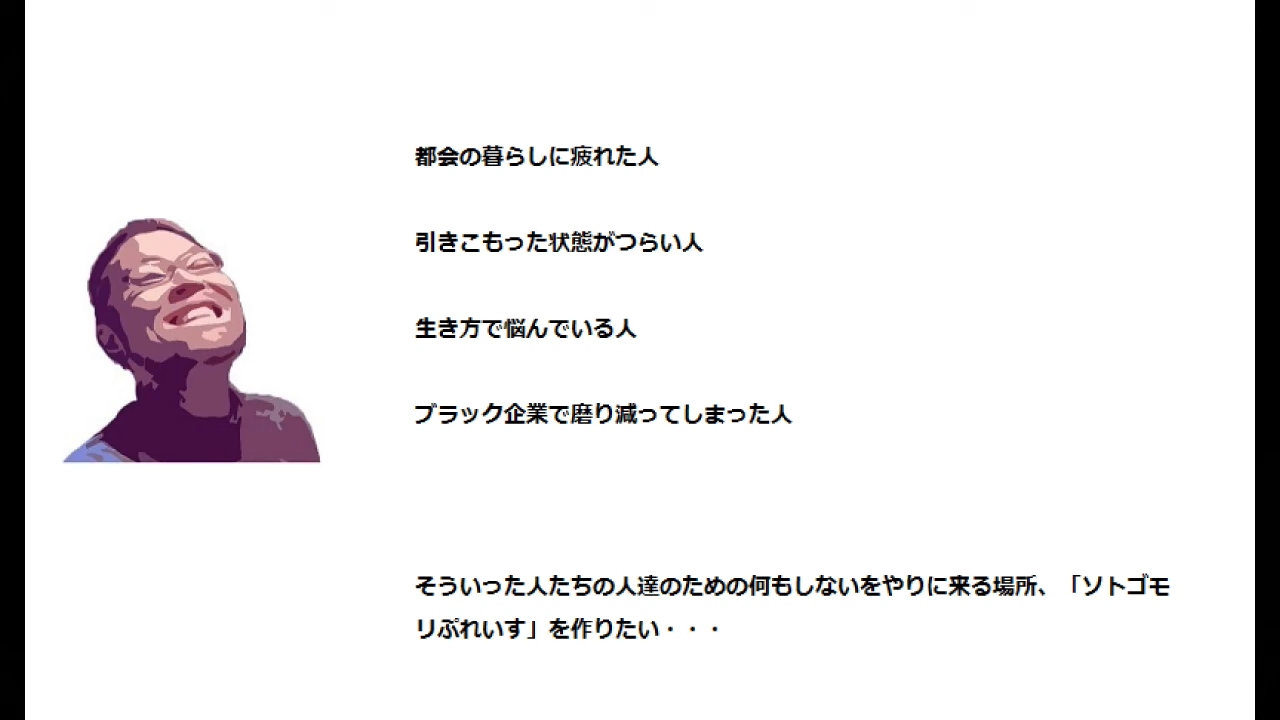 都会の暮らしに疲れた人
引きこもった状態がつらい人
生き方で悩んでいる人
ブラック企業で磨り減ってしまった人
そういった人たちの人達のための何もしないをやりに来る場所、「ソトゴモ
リぷれいす」を作りたい・・・